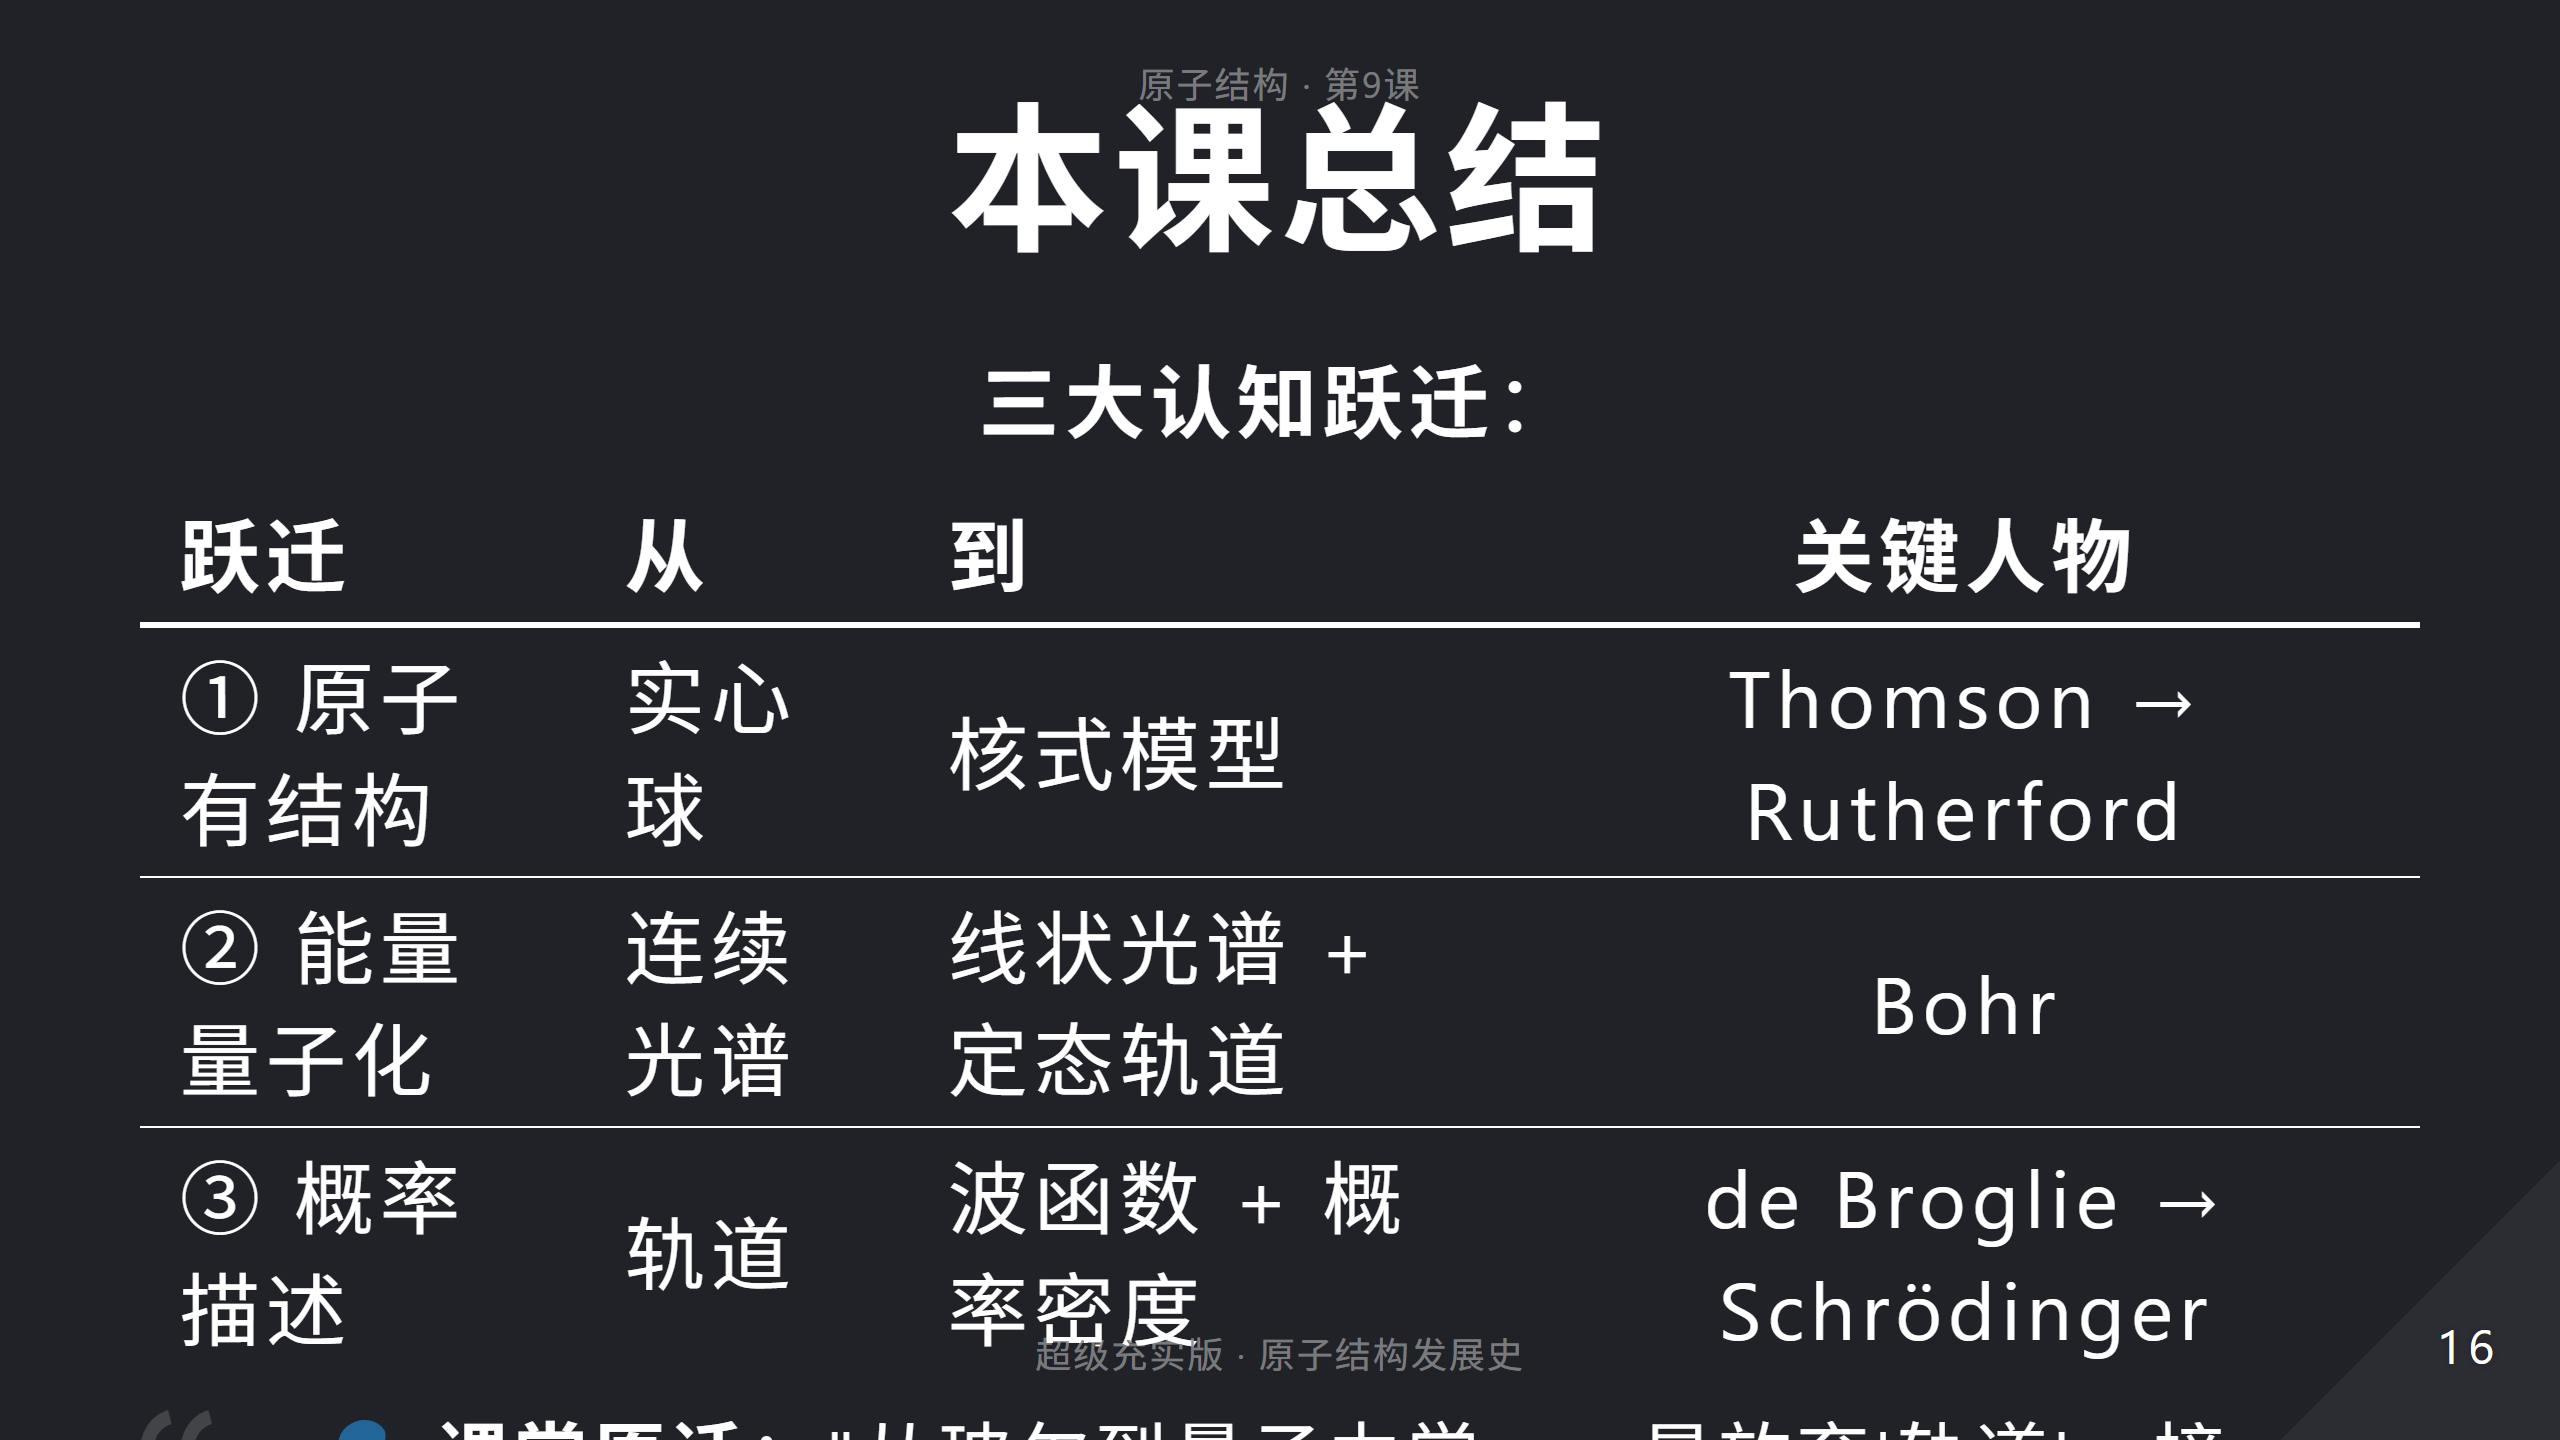 原子结构 · 第9课
本课总结
三大认知跃迁：
跃迁 从 到 关键人物
① 原子 实心 核式模型 Thomson →
有结构 球 Rutherford
② 能量 连续 线状光谱 + Bohr
量子化 光谱 定态轨道
③ 概率 轨道 波函数 + 概 de Broglie →
描述 率密度 Schrödinger
超级充实版 · 原子结构发展史
16